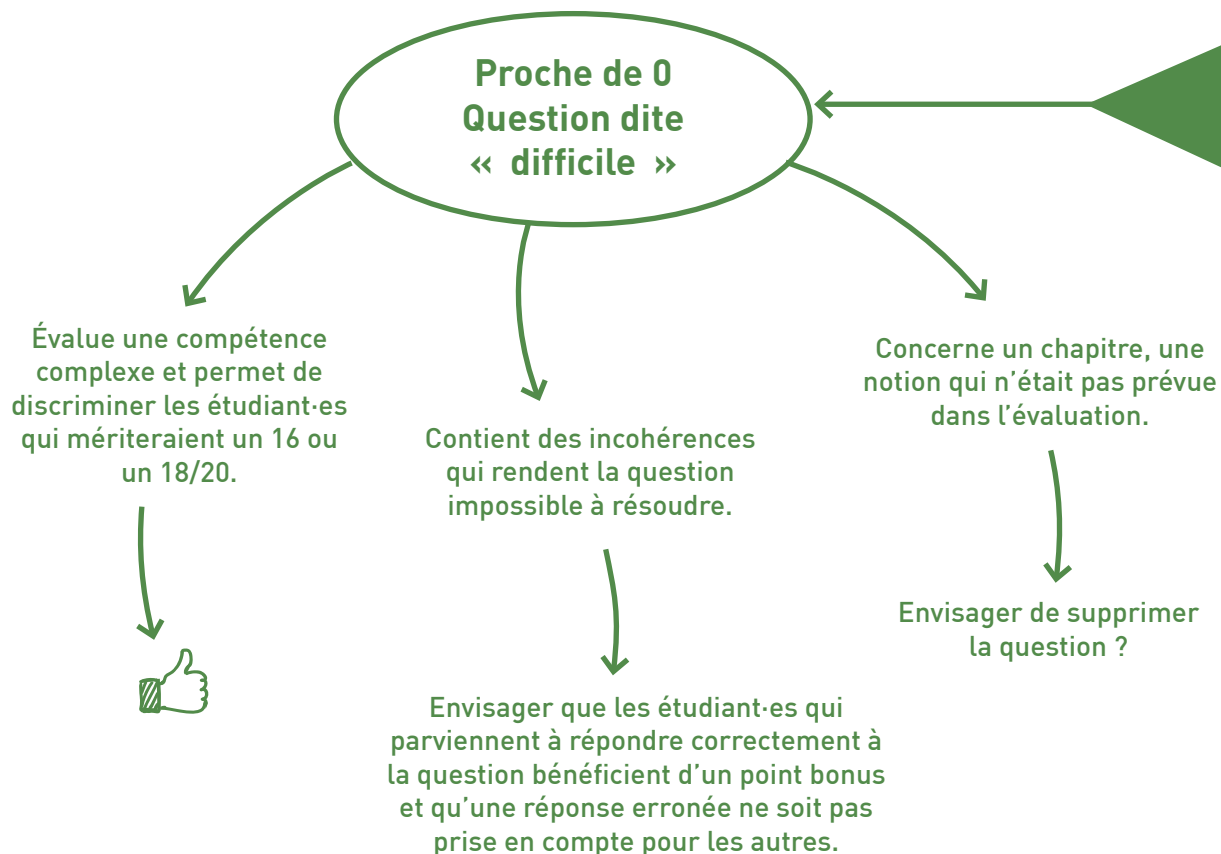 Proche de 0
Question dite
«  difficile  »
Évalue une compétence
complexe et permet de
discriminer les étudiant·es
qui mériteraient un 16 ou
un 18/20.
Contient des incohérences
qui rendent la question
impossible à résoudre.
Envisager que les étudiant·es qui
parviennent à répondre correctement à
la question bénéficient d’un point bonus
et qu’une réponse erronée ne soit pas
prise en compte pour les autres.
Concerne un chapitre, une
notion qui n’était pas prévue
dans l’évaluation.
Envisager de supprimer
la question ?